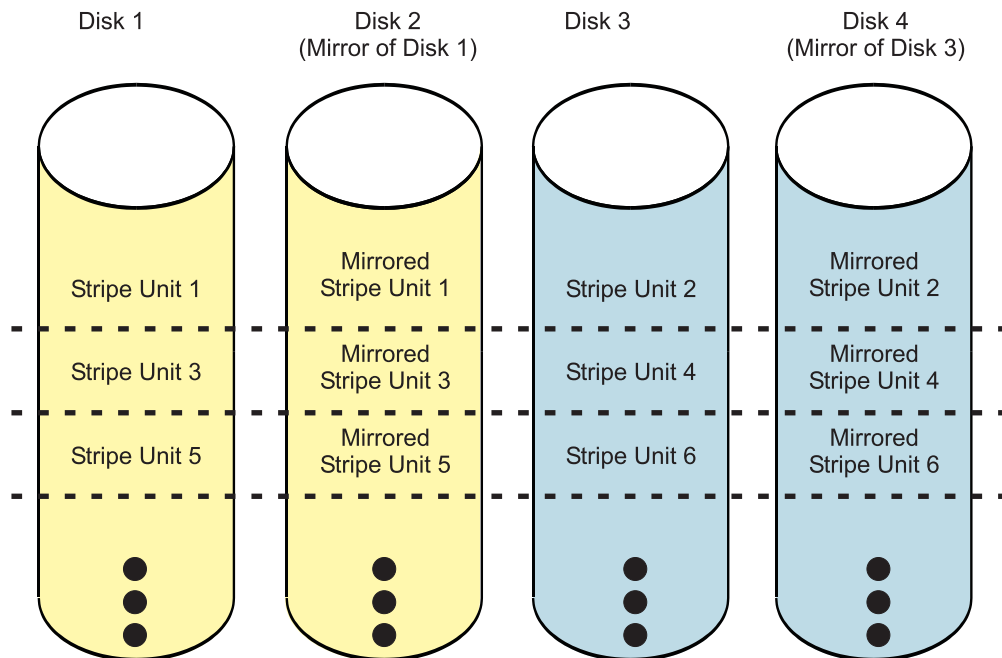 Disk 1
Disk 2
(Mirror of Disk 1)
Disk 3
Disk 4
(Mirror of Disk 3)
Stripe Unit 1
Mirrored
Stripe Unit 1
Stripe Unit 2
Mirrored
Stripe Unit 2
Stripe Unit 3
Mirrored
Stripe Unit 3
Stripe Unit 4
Mirrored
Stripe Unit 4
Stripe Unit 5
Mirrored
Stripe Unit 5
Stripe Unit 6
Mirrored
Stripe Unit 6